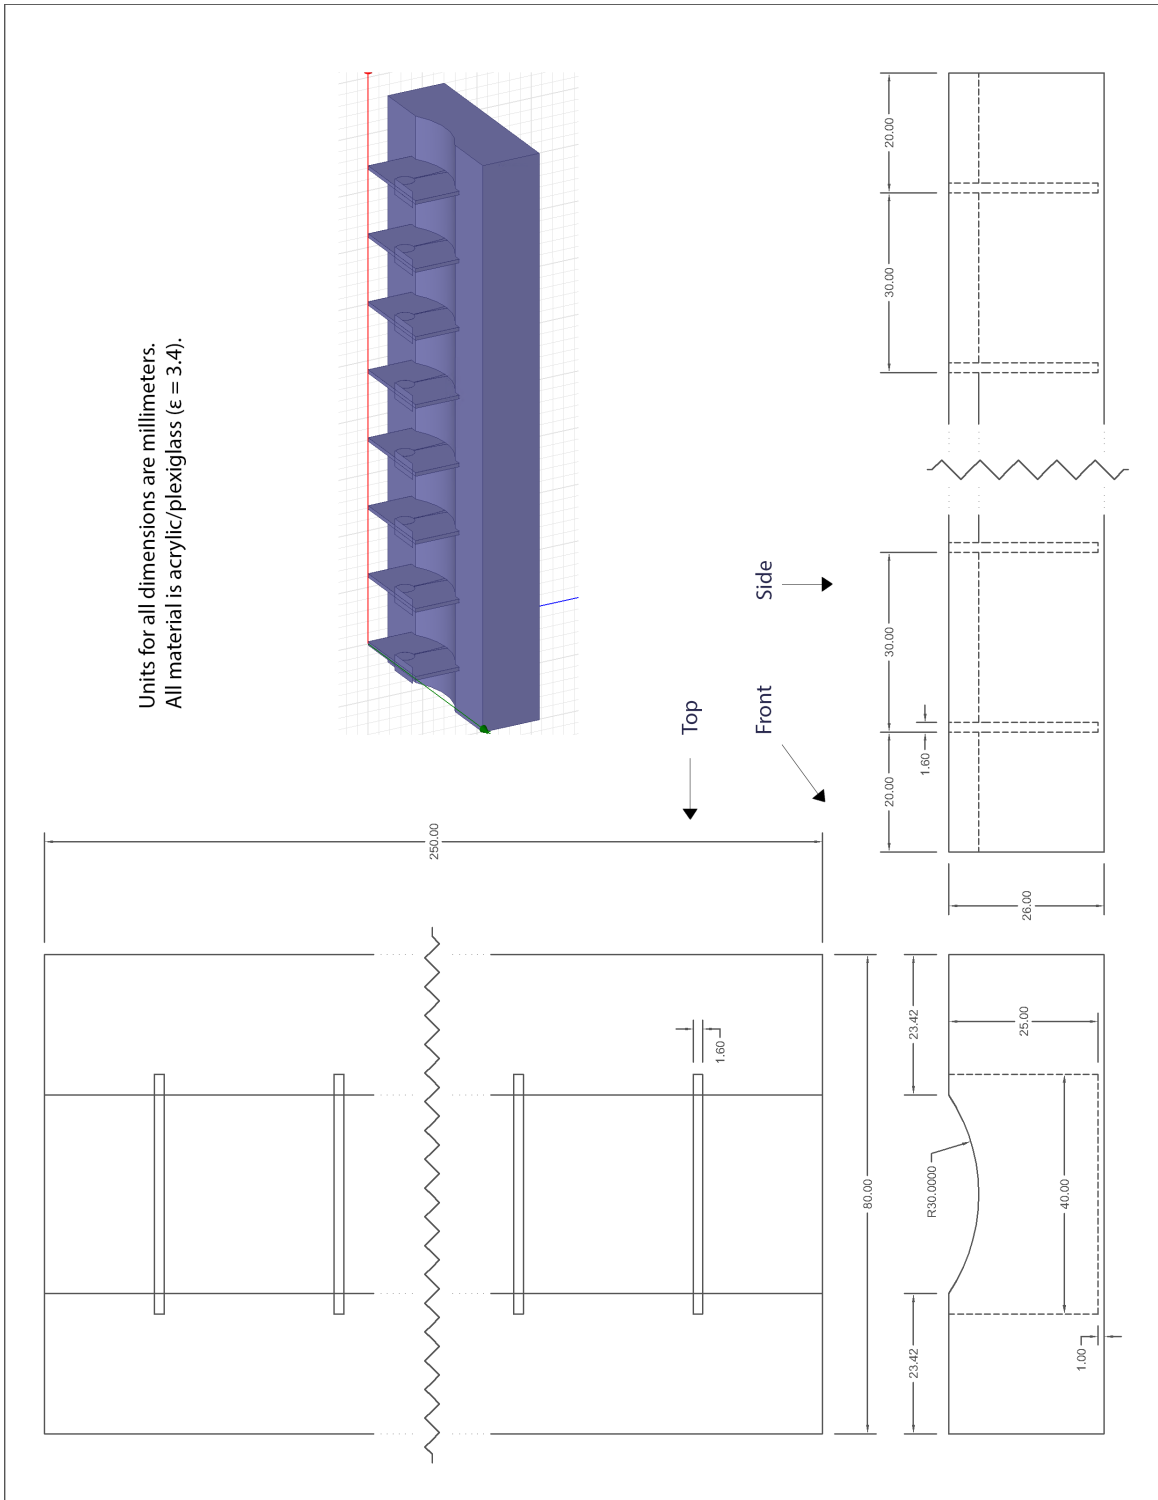 Units for all dimensions are millimeters.
All material is acrylic/plexiglass (ε = 3.4).
20.00
30.00
30.00
1.60
20.00
Side
Front
Top
250.00
26.00
1.60
80.00
23.42
25.00
R30.0000
40.00
23.42
1.00